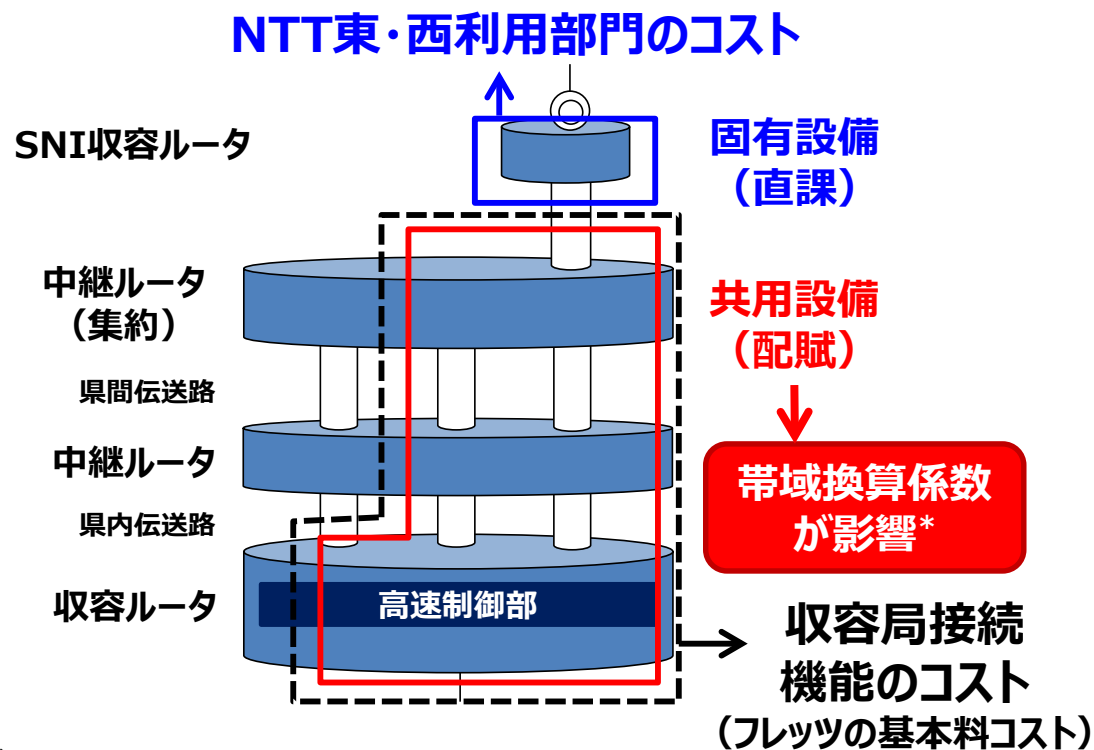 NTT東・西利用部門のコスト
SNI収容ルータ
固有設備
（直課）
中継ルータ
（集約）
共用設備
（配賦）
県間伝送路
中継ルータ
帯域換算係数
が影響*
県内伝送路
収容ルータ
高速制御部
収容局接続
機能のコスト
（フレッツの基本料コスト）